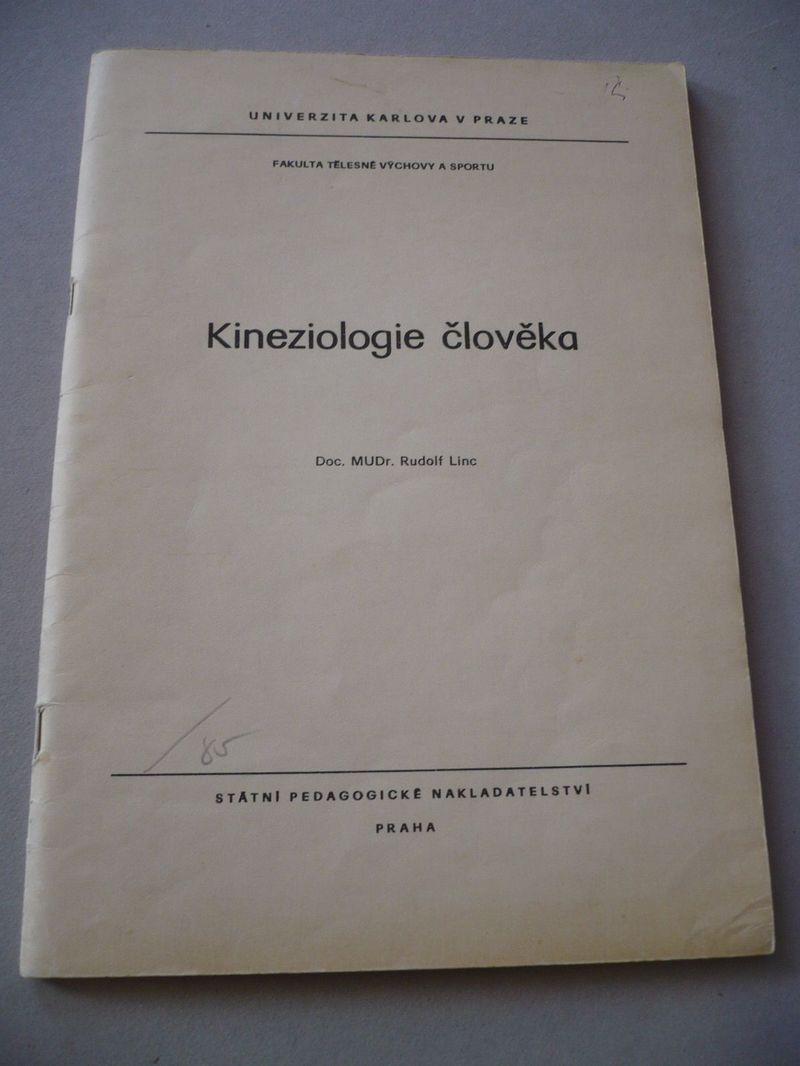 UNIVERZITA KARLOVA V PRAZE
FAKULTA TĚLESNÉ VÝCHOVY A SPORTU
Kineziologie člověka
Doc. MUDr. Rudolf Linc
/85
STÁTNÍ PEDAGOGICKÉ NAKLADATELSTVÍ
PRAHA